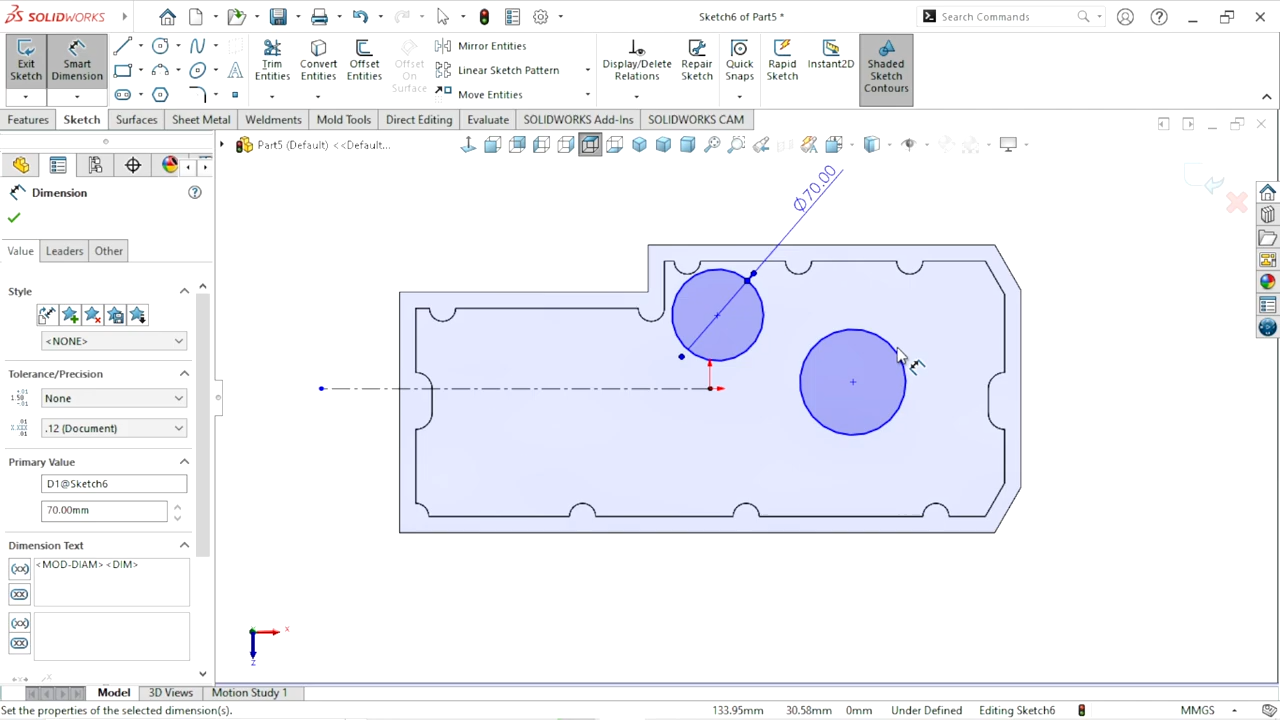 SOLIDWORKS
Sketch6 of Part5 *
Search Commands
Exit Sketch
Smart Dimension
Trim Entities
Convert Entities
Offset Entities
Offset On Surface
Mirror Entities
Linear Sketch Pattern
Move Entities
Display/Delete Relations
Repair Sketch
Quick Snaps
Rapid Sketch
Instant2D
Shaded Sketch Contours
Features
Sketch
Surfaces
Sheet Metal
Weldments
Mold Tools
Direct Editing
Evaluate
SOLIDWORKS Add-Ins
SOLIDWORKS CAM
Part5 (Default) <<Default...
Dimension
Value
Leaders
Other
Style
<NONE>
Tolerance/Precision
None
.12 (Document)
Primary Value
D1@Sketch6
70.00mm
Dimension Text
<MOD-DIAM> <DIM>
Ø70.00
x
z
Model
3D Views
Motion Study 1
Set the properties of the selected dimension(s).
133.95mm
30.58mm
0mm
Under Defined
Editing Sketch6
MMGS